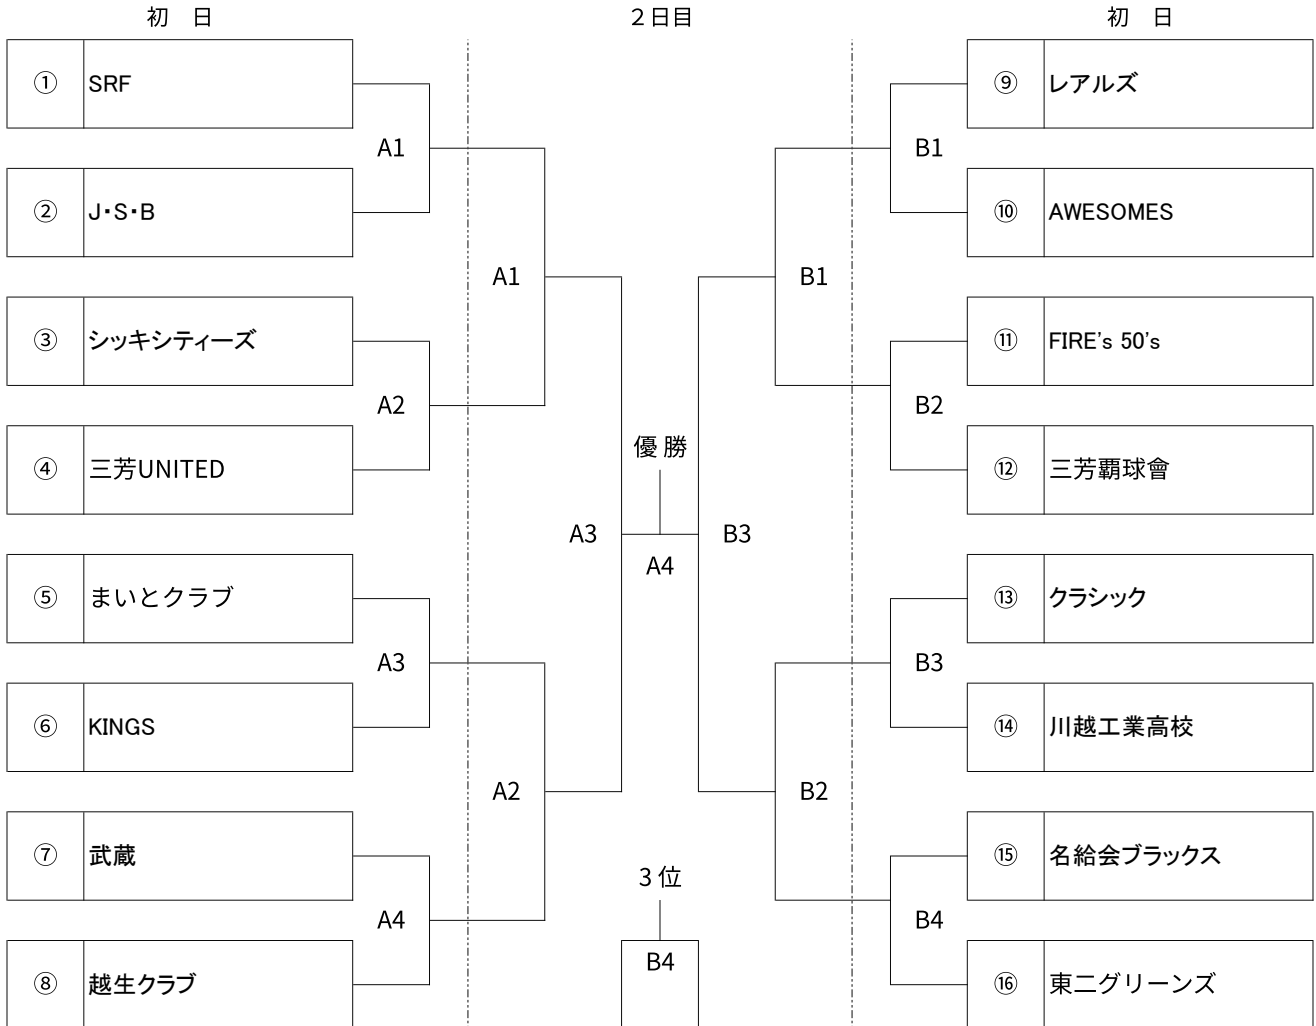 初 日
２日目
初 日
① SRF
② J・S・B
③ シッキシティーズ
④ 三芳UNITED
⑤ まいとクラブ
⑥ KINGS
⑦ 武蔵
⑧ 越生クラブ
A1
A2
A3
A4
A1
A2
A3
優 勝
A4
3 位
B4
B3
B1
B2
B1
B2
B3
B4
⑨ レアルズ
⑩ AWESOMES
⑪ FIRE's 50's
⑫ 三芳覇球會
⑬ クラシック
⑭ 川越工業高校
⑮ 名給会ブラックス
⑯ 東二グリーンズ